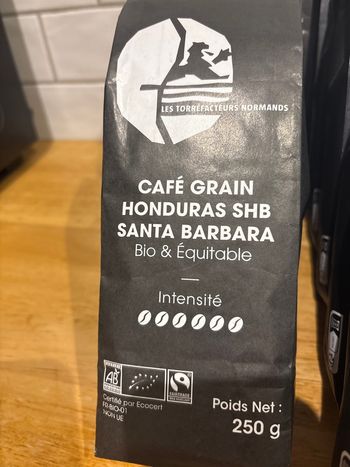 LES TORRÉFACTEURS NORMANDS
CAFÉ GRAIN
HONDURAS SHB
SANTA BARBARA
Bio & Équitable
Intensité
AB
Certifié par Ecocert
FR-BIO-01
NON UE
FAIRTRADE
Poids Net :
250 g